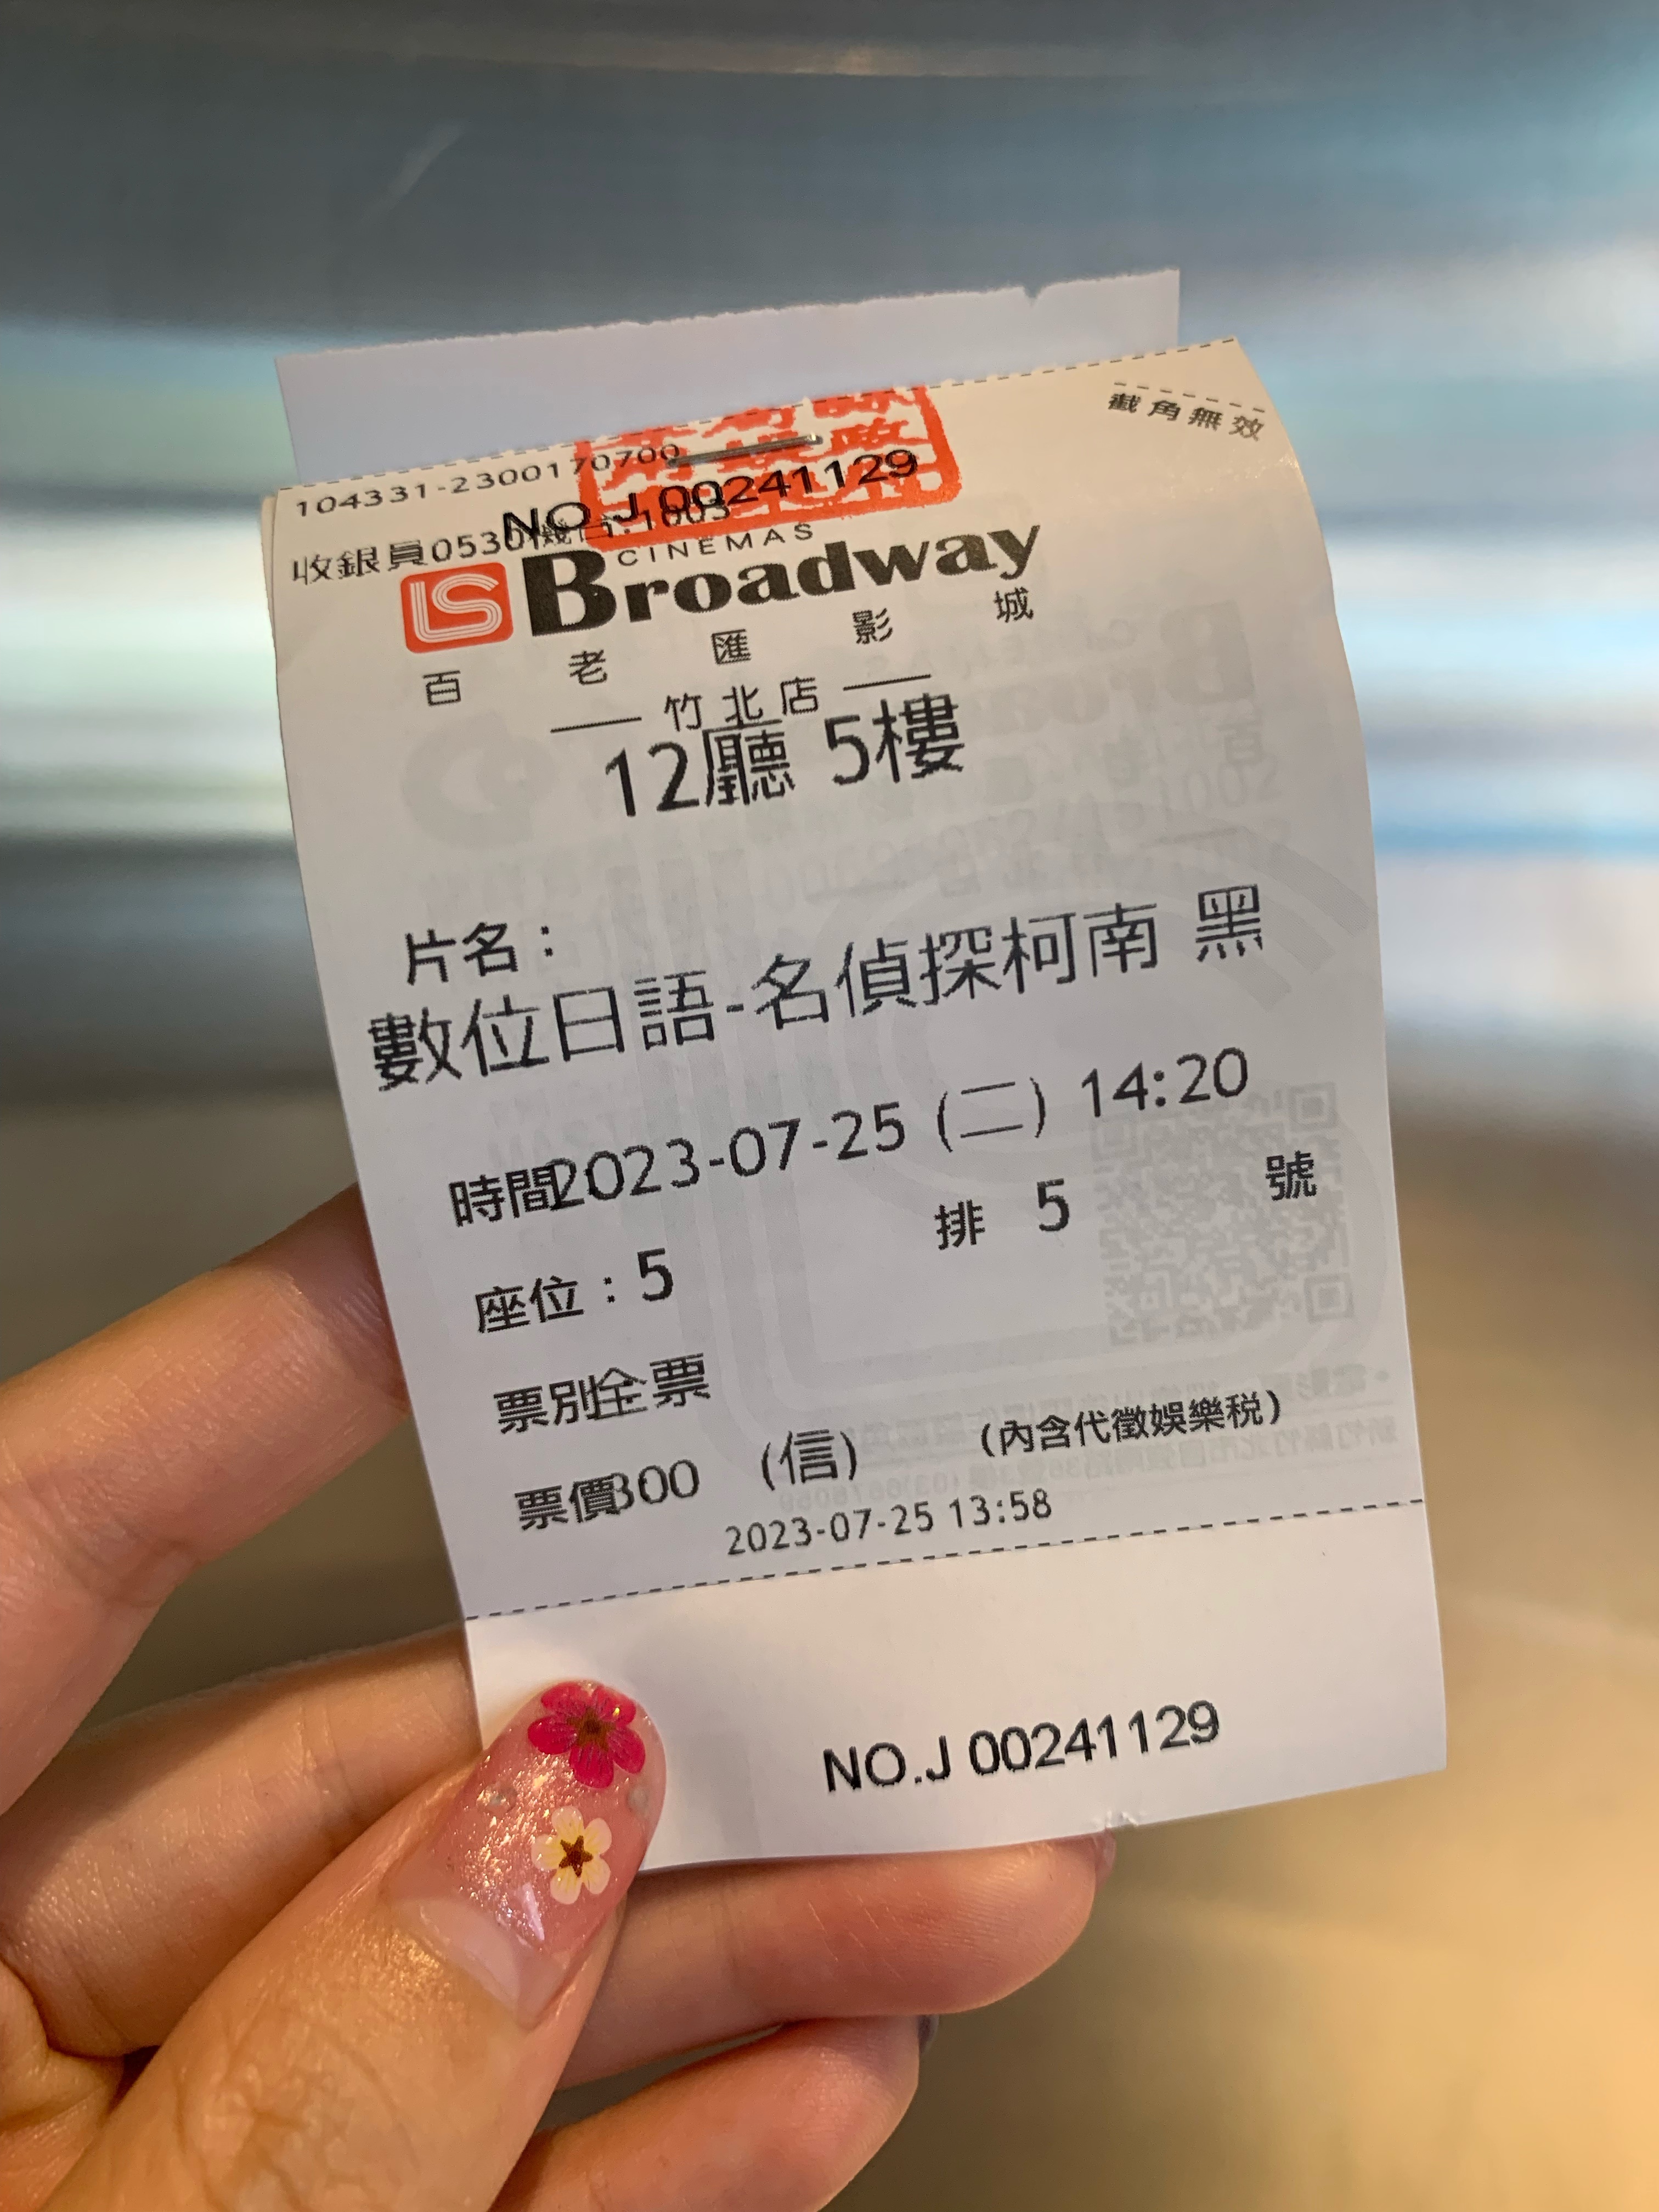 截角無效
104331-2300170700
NO.J 00241129
收銀員0530機口:1003
CINEMAS
LS Broadway
百老匯影城
竹北店
12廳 5樓
片名：
數位日語-名偵探柯南 黑
時間2023-07-25 (二) 14:20
座位：5 排 5 號
票別全票
票價300 (信) (內含代徵娛樂稅)
2023-07-25 13:58
NO.J 00241129